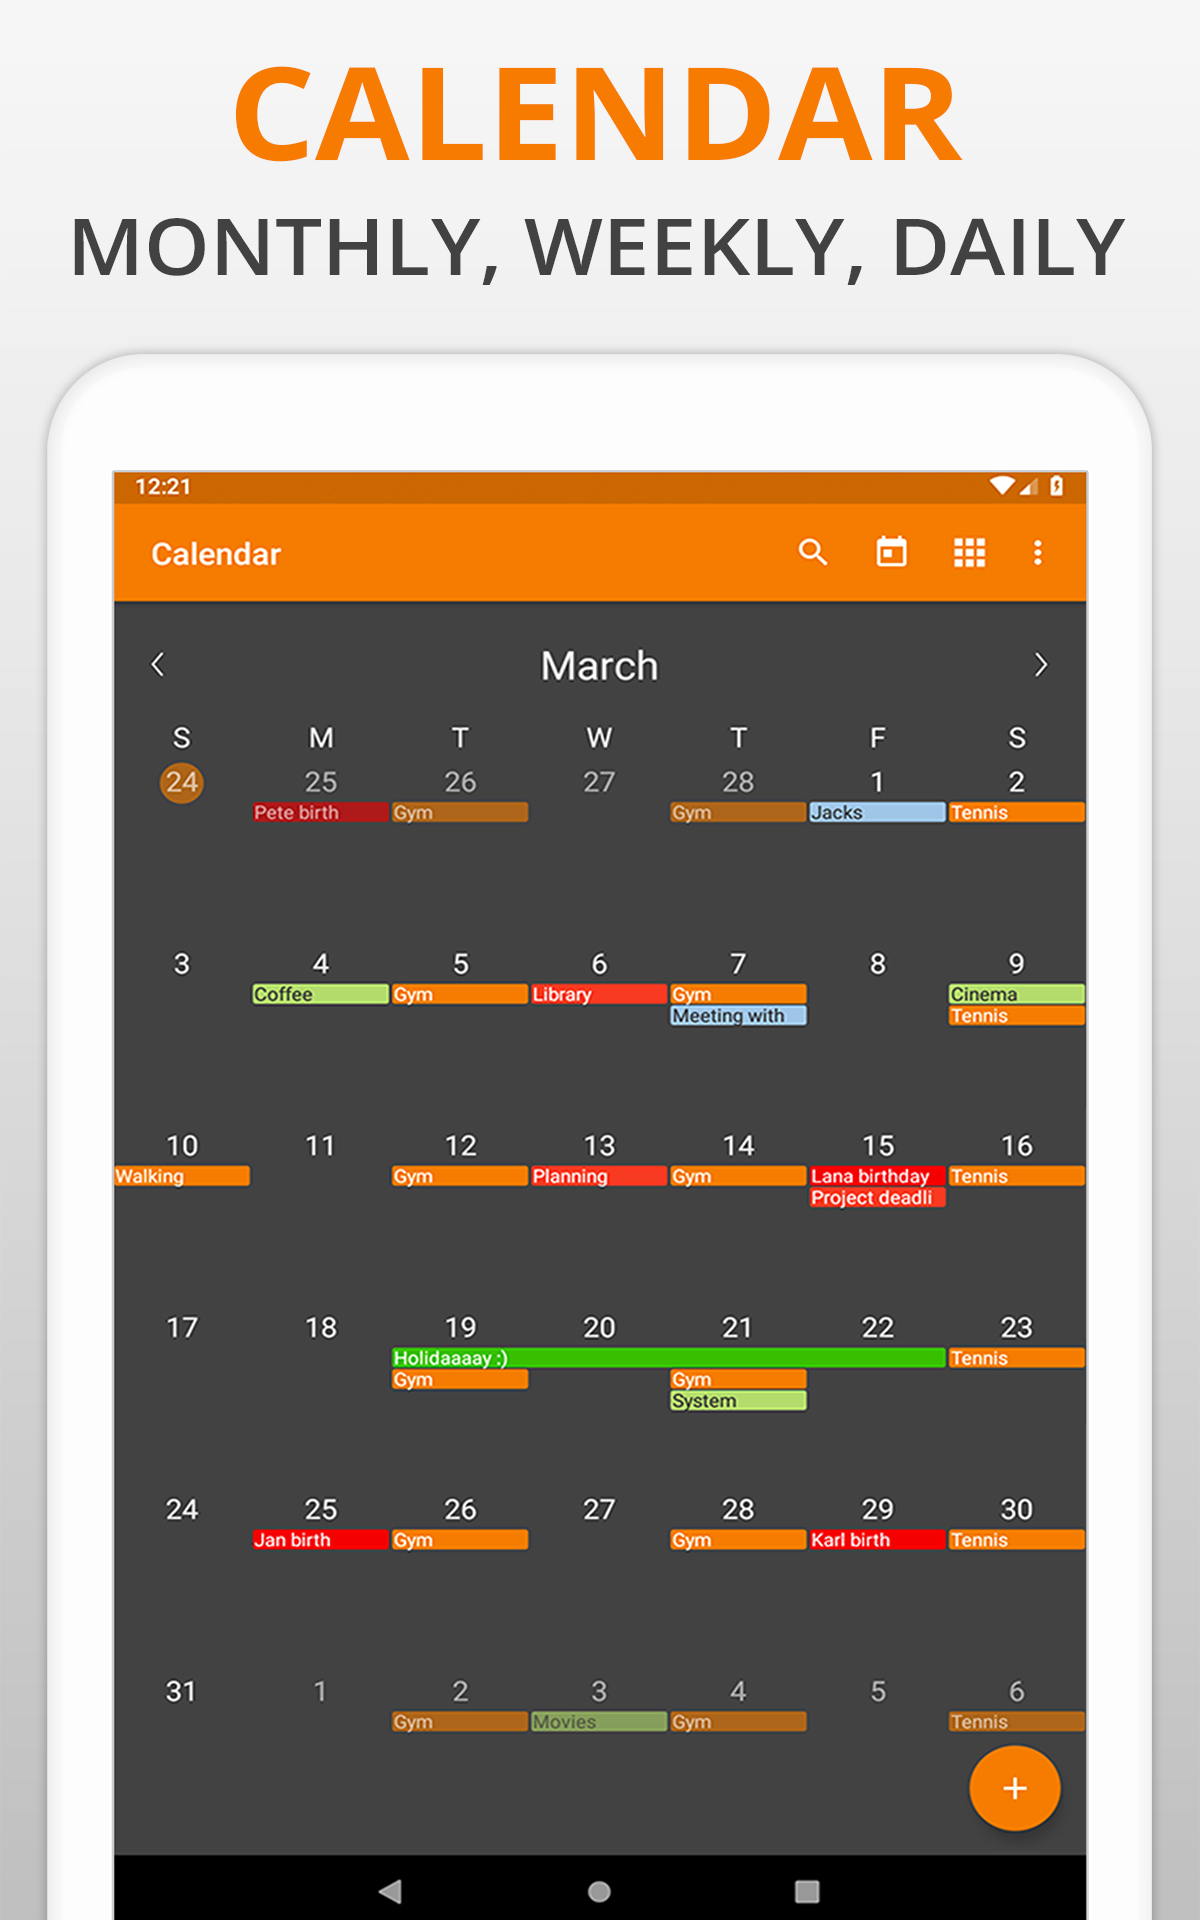 CALENDAR
MONTHLY, WEEKLY, DAILY
12:21
Calendar
March
S M T W T F S
24 25 26 27 28 1 2
Pete birth Gym Gym Jacks Tennis
3 4 5 6 7 8 9
Coffee Gym Library Gym Cinema
Meeting with Tennis
10 11 12 13 14 15 16
Walking Gym Planning Gym Lana birthday Tennis
Project deadli
17 18 19 20 21 22 23
Holidaaaay :) Tennis
Gym Gym
System
24 25 26 27 28 29 30
Jan birth Gym Gym Karl birth Tennis
31 1 2 3 4 5 6
Gym Movies Gym Tennis
+